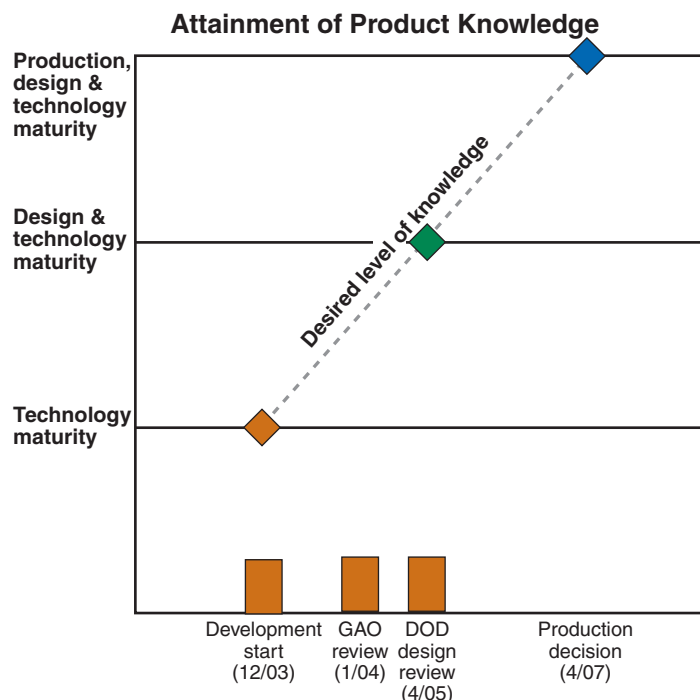 Attainment of Product Knowledge
Production,
design &
technology
maturity
Design &
technology
maturity
Technology
maturity
Desired level of knowledge
Development
start
(12/03)
GAO
review
(1/04)
DOD
design
review
(4/05)
Production
decision
(4/07)